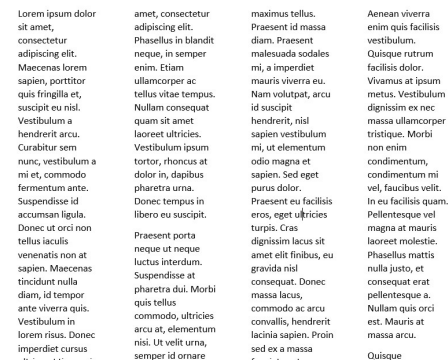 Lorem ipsum dolor
sit amet,
consectetur
adipiscing elit.
Maecenas lorem
sapien, porttitor
quis fringilla et,
suscipit eu nisl.
Vestibulum a
hendrerit arcu.
Curabitur sem
nunc, vestibulum a
mi et, commodo
fermentum ante.
Suspendisse id
accumsan ligula.
Donec ut orci non
tellus iaculis
venenatis non at
sapien. Maecenas
tincidunt nulla
diam, id tempor
ante viverra quis.
Vestibulum in
lorem risus. Donec
imperdiet cursus
amet, consectetur
adipiscing elit.
Phasellus in blandit
neque, in semper
enim. Etiam
ullamcorper ac
tellus vitae tempus.
Nullam consequat
quam sit amet
laoreet ultricies.
Vestibulum ipsum
tortor, rhoncus at
dolor in, dapibus
pharetra urna.
Donec tempus in
libero eu suscipit.
Praesent porta
neque ut neque
luctus interdum.
Suspendisse at
pharetra dui. Morbi
quis tellus
commodo, ultricies
arcu at, elementum
nisi. Ut velit urna,
semper id ornare
maximus tellus.
Praesent id massa
diam. Praesent
malesuada sodales
mi, a imperdiet
mauris viverra eu.
Nam volutpat, arcu
id suscipit
hendrerit, nisl
sapien vestibulum
mi, ut elementum
odio magna et
sapien. Sed eget
purus dolor.
Praesent eu facilisis
eros, eget ultricies
turpis. Cras
dignissim lacus sit
amet elit finibus, eu
gravida nisl
consequat. Donec
massa lacus,
commodo ac arcu
convallis, hendrerit
lacinia sapien. Proin
sed ex a massa
Aenean viverra
enim quis facilisis
vestibulum.
Quisque rutrum
facilisis dolor.
Vivamus at ipsum
metus. Vestibulum
dignissim ex nec
massa ullamcorper
tristique. Morbi
non enim
condimentum,
condimentum mi
vel, faucibus velit.
In eu facilisis quam.
Pellentesque vel
magna at mauris
laoreet molestie.
Phasellus mattis
nulla justo, et
consequat erat
pellentesque a.
Nullam quis orci
est. Mauris at
massa arcu.
Quisque